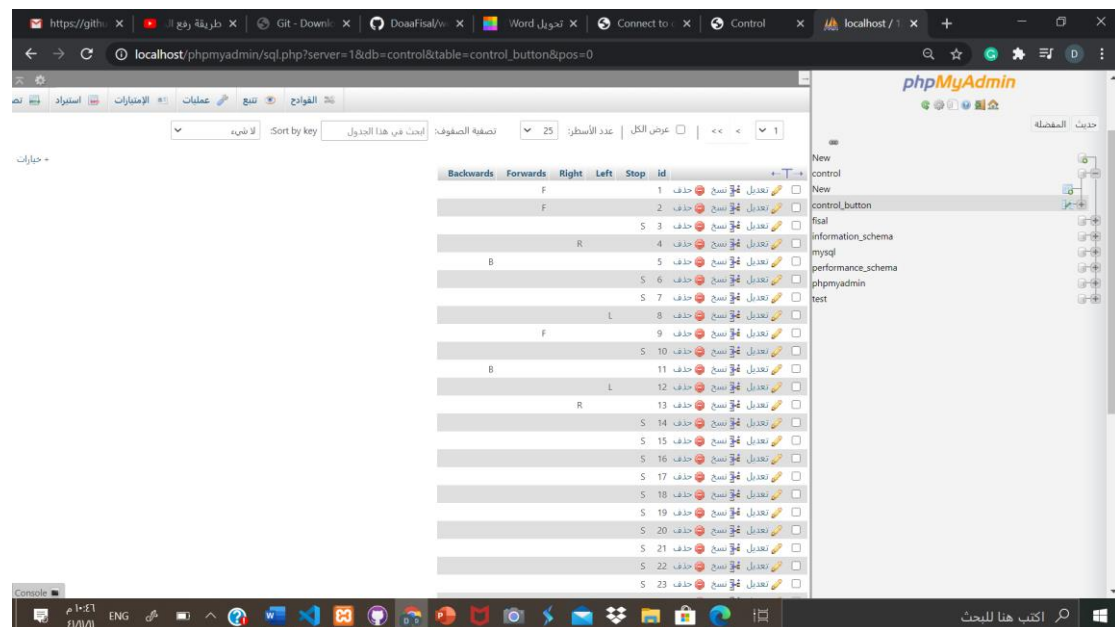 https://githu
طريقة رفع ال
Git - Downlo
DoaaFisal/w
تحويل Word
Connect to
Control
localhost / 1
localhost/phpmyadmin/sql.php?server=1&db=control&table=control_button&pos=0
D
القوادح تتبع عمليات الإمتيازات استيراد
1 < << عرض الكل عدد الأسطر: 25 تصفية الصفوف: ابحث في هذا الجدول Sort by key: لا شيء
+ خيارات
Backwards Forwards Right Left Stop id
F 1 حذف نسخ تعديل
F 2 حذف نسخ تعديل
S 3 حذف نسخ تعديل
R 4 حذف نسخ تعديل
B 5 حذف نسخ تعديل
S 6 حذف نسخ تعديل
S 7 حذف نسخ تعديل
L 8 حذف نسخ تعديل
F 9 حذف نسخ تعديل
S 10 حذف نسخ تعديل
B 11 حذف نسخ تعديل
L 12 حذف نسخ تعديل
R 13 حذف نسخ تعديل
S 14 حذف نسخ تعديل
S 15 حذف نسخ تعديل
S 16 حذف نسخ تعديل
S 17 حذف نسخ تعديل
S 18 حذف نسخ تعديل
S 19 حذف نسخ تعديل
S 20 حذف نسخ تعديل
S 21 حذف نسخ تعديل
S 22 حذف نسخ تعديل
S 23 حذف نسخ تعديل
Console
phpMyAdmin
حديث المفضلة
New
control
New
control_button
fisal
information_schema
mysql
performance_schema
phpmyadmin
test
١٠:٤٦ م
ENG
اكتب هنا للبحث